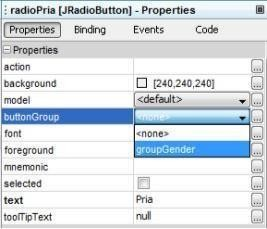 radioPria [JRadioButton] - Properties
Properties Binding Events Code
Properties
action ...
background [240,240,240] ...
model <default> ...
buttonGroup <none> ...
font <none> ...
foreground groupGender ...
mnemonic ...
selected ...
text Pria ...
toolTipText null ...